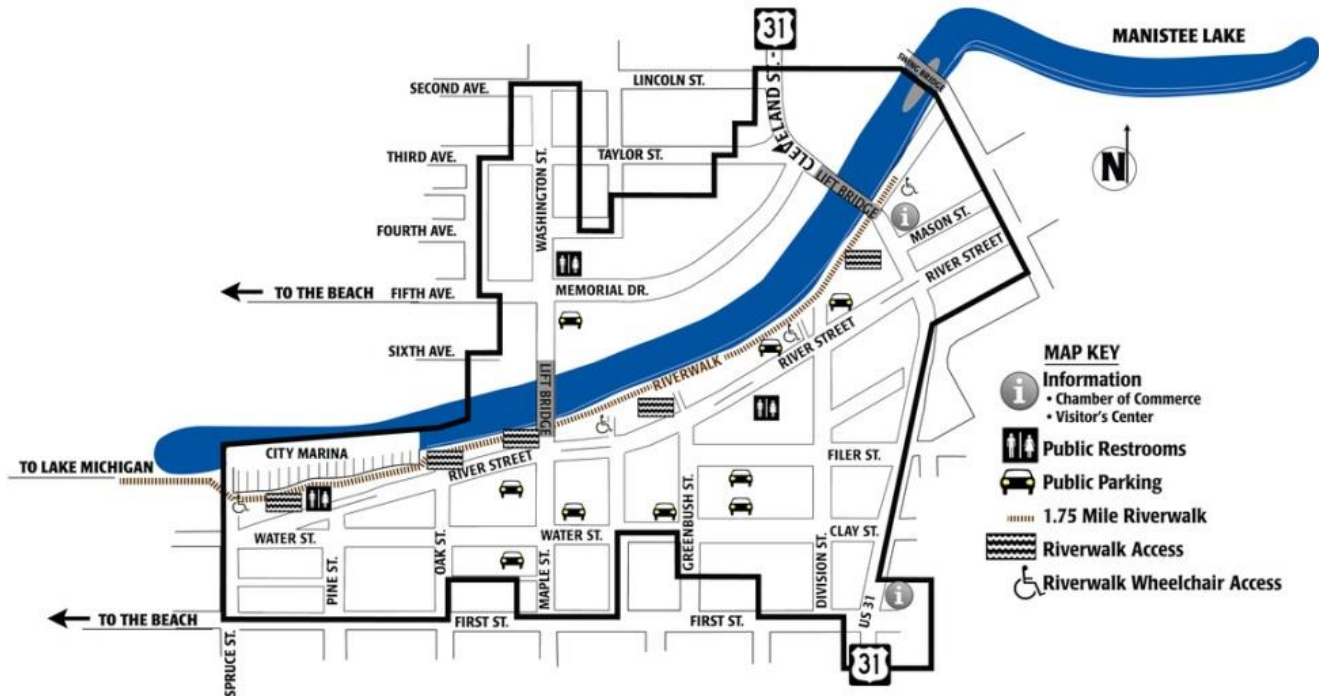 31
MANISTEE LAKE
SWING BRIDGE
LINCOLN ST.
SECOND AVE.
CLEVELAND ST.
THIRD AVE.
TAYLOR ST.
CLEVELAND
N
WASHINGTON ST.
LIFT BRIDGE
i
MASON ST.
FOURTH AVE.
RIVER STREET
TO THE BEACH
FIFTH AVE.
MEMORIAL DR.
SIXTH AVE.
RIVER STREET
RIVERWALK
LIFT BRIDGE
MAP KEY
i
Information
• Chamber of Commerce
• Visitor's Center
Public Restrooms
Public Parking
1.75 Mile Riverwalk
Riverwalk Access
Riverwalk Wheelchair Access
CITY MARINA
TO LAKE MICHIGAN
RIVER STREET
FILER ST.
GREENBUSH ST.
WATER ST.
WATER ST.
CLAY ST.
PINE ST.
OAK ST.
MAPLE ST.
DIVISION ST.
i
US 31
TO THE BEACH
FIRST ST.
FIRST ST.
SPRUCE ST.
31